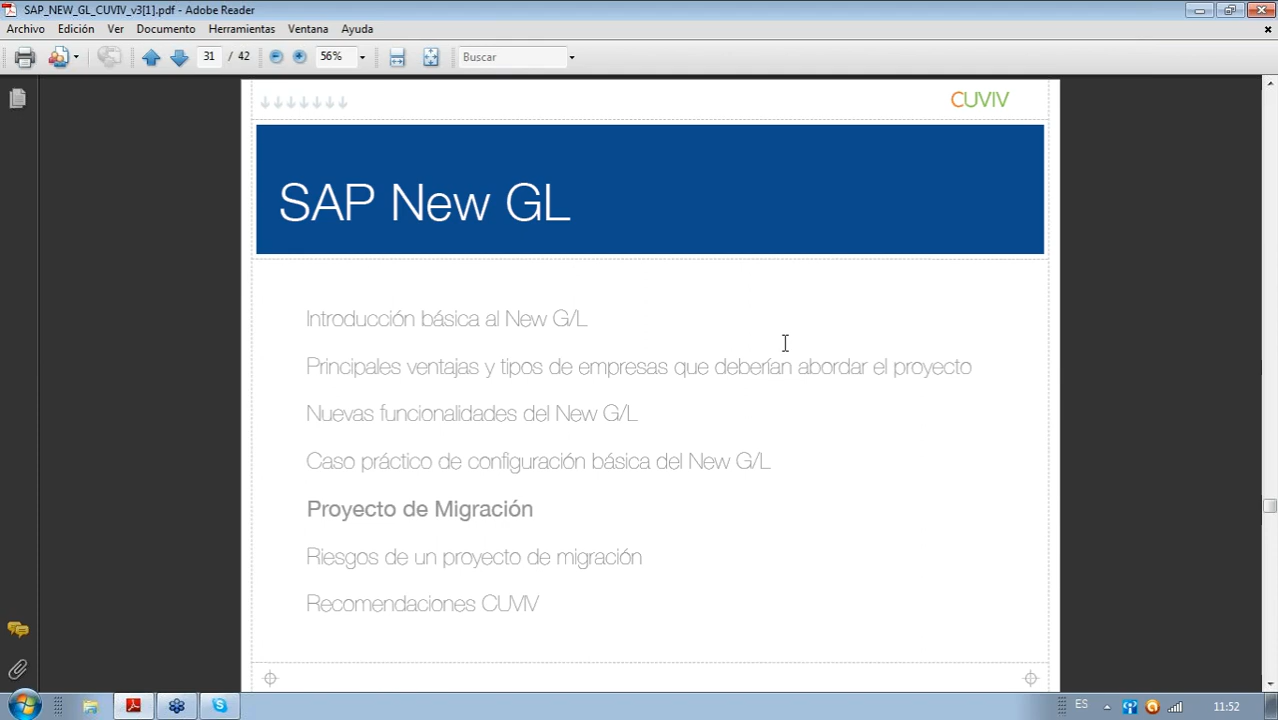 SAP_NEW_GL_CUVIV_v3[1].pdf - Adobe Reader
Archivo Edición Ver Documento Herramientas Ventana Ayuda
31 / 42 56% Buscar
CUVIV
SAP New GL
Introducción básica al New G/L
Principales ventajas y tipos de empresas que deberían abordar el proyecto
Nuevas funcionalidades del New G/L
Caso práctico de configuración básica del New G/L
Proyecto de Migración
Riesgos de un proyecto de migración
Recomendaciones CUVIV
ES 11:52